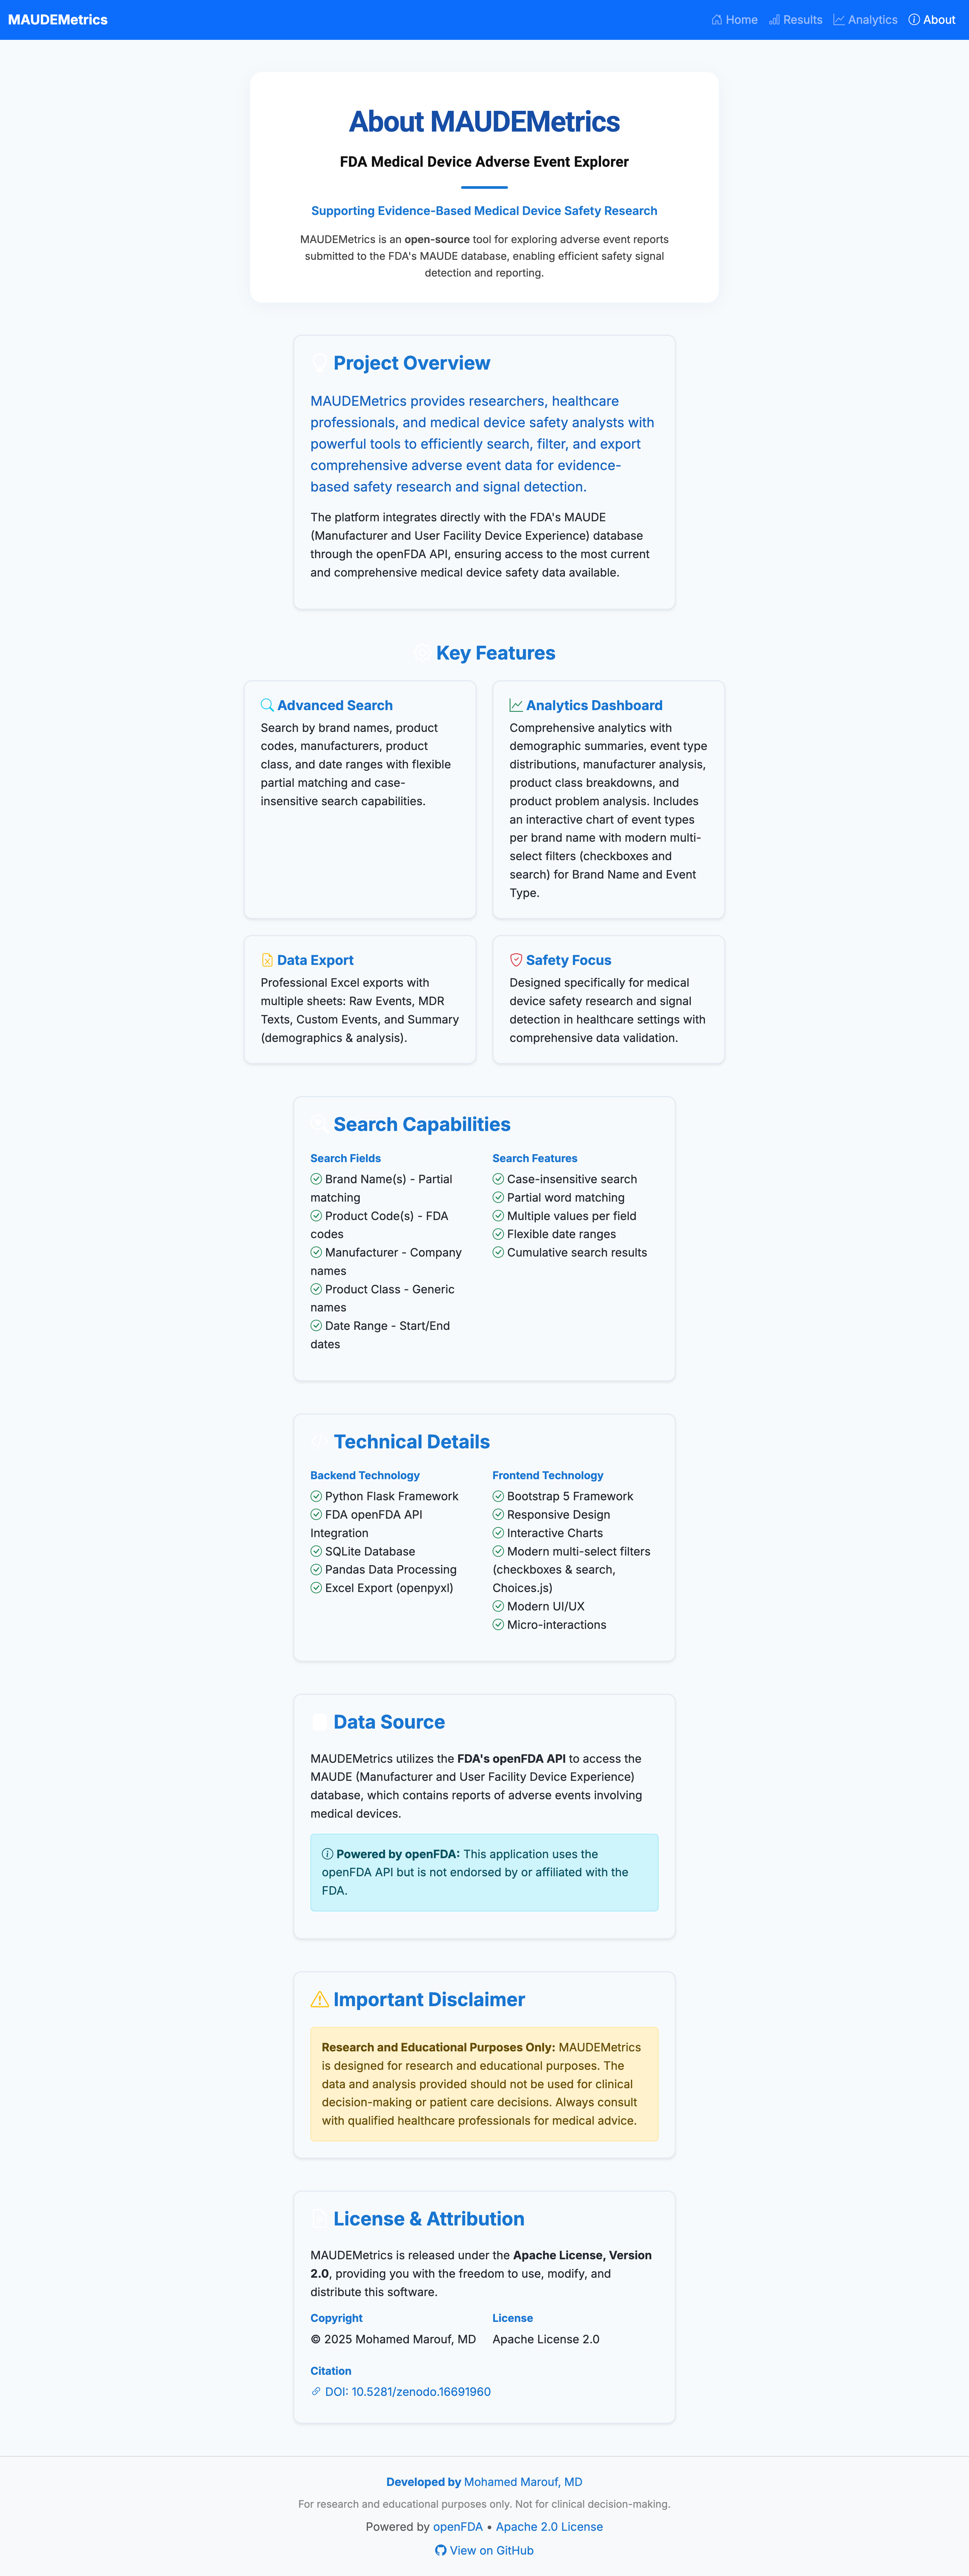 MAUDEMetrics
Home Results Analytics About
About MAUDEMetrics
FDA Medical Device Adverse Event Explorer
Supporting Evidence-Based Medical Device Safety Research
MAUDEMetrics is an open-source tool for exploring adverse event reports
submitted to the FDA's MAUDE database, enabling efficient safety signal
detection and reporting.
Project Overview
MAUDEMetrics provides researchers, healthcare
professionals, and medical device safety analysts with
powerful tools to efficiently search, filter, and export
comprehensive adverse event data for evidence-
based safety research and signal detection.
The platform integrates directly with the FDA's MAUDE
(Manufacturer and User Facility Device Experience) database
through the openFDA API, ensuring access to the most current
and comprehensive medical device safety data available.
Key Features
Advanced Search
Search by brand names, product
codes, manufacturers, product
class, and date ranges with flexible
partial matching and case-
insensitive search capabilities.
Analytics Dashboard
Comprehensive analytics with
demographic summaries, event type
distributions, manufacturer analysis,
product class breakdowns, and
product problem analysis. Includes
an interactive chart of event types
per brand name with modern multi-
select filters (checkboxes and
search) for Brand Name and Event
Type.
Data Export
Professional Excel exports with
multiple sheets: Raw Events, MDR
Texts, Custom Events, and Summary
(demographics & analysis).
Safety Focus
Designed specifically for medical
device safety research and signal
detection in healthcare settings with
comprehensive data validation.
Search Capabilities
Search Fields
Brand Name(s) - Partial
matching
Product Code(s) - FDA
codes
Manufacturer - Company
names
Product Class - Generic
names
Date Range - Start/End
dates
Search Features
Case-insensitive search
Partial word matching
Multiple values per field
Flexible date ranges
Cumulative search results
Technical Details
Backend Technology
Python Flask Framework
FDA openFDA API
Integration
SQLite Database
Pandas Data Processing
Excel Export (openpyxl)
Frontend Technology
Bootstrap 5 Framework
Responsive Design
Interactive Charts
Modern multi-select filters
(checkboxes & search,
Choices.js)
Modern UI/UX
Micro-interactions
Data Source
MAUDEMetrics utilizes the FDA's openFDA API to access the
MAUDE (Manufacturer and User Facility Device Experience)
database, which contains reports of adverse events involving
medical devices.
Powered by openFDA: This application uses the
openFDA API but is not endorsed by or affiliated with the
FDA.
Important Disclaimer
Research and Educational Purposes Only: MAUDEMetrics
is designed for research and educational purposes. The
data and analysis provided should not be used for clinical
decision-making or patient care decisions. Always consult
with qualified healthcare professionals for medical advice.
License & Attribution
MAUDEMetrics is released under the Apache License, Version
2.0, providing you with the freedom to use, modify, and
distribute this software.
Copyright
© 2025 Mohamed Marouf, MD
License
Apache License 2.0
Citation
DOI: 10.5281/zenodo.16691960
Developed by Mohamed Marouf, MD
For research and educational purposes only. Not for clinical decision-making.
Powered by openFDA • Apache 2.0 License
View on GitHub